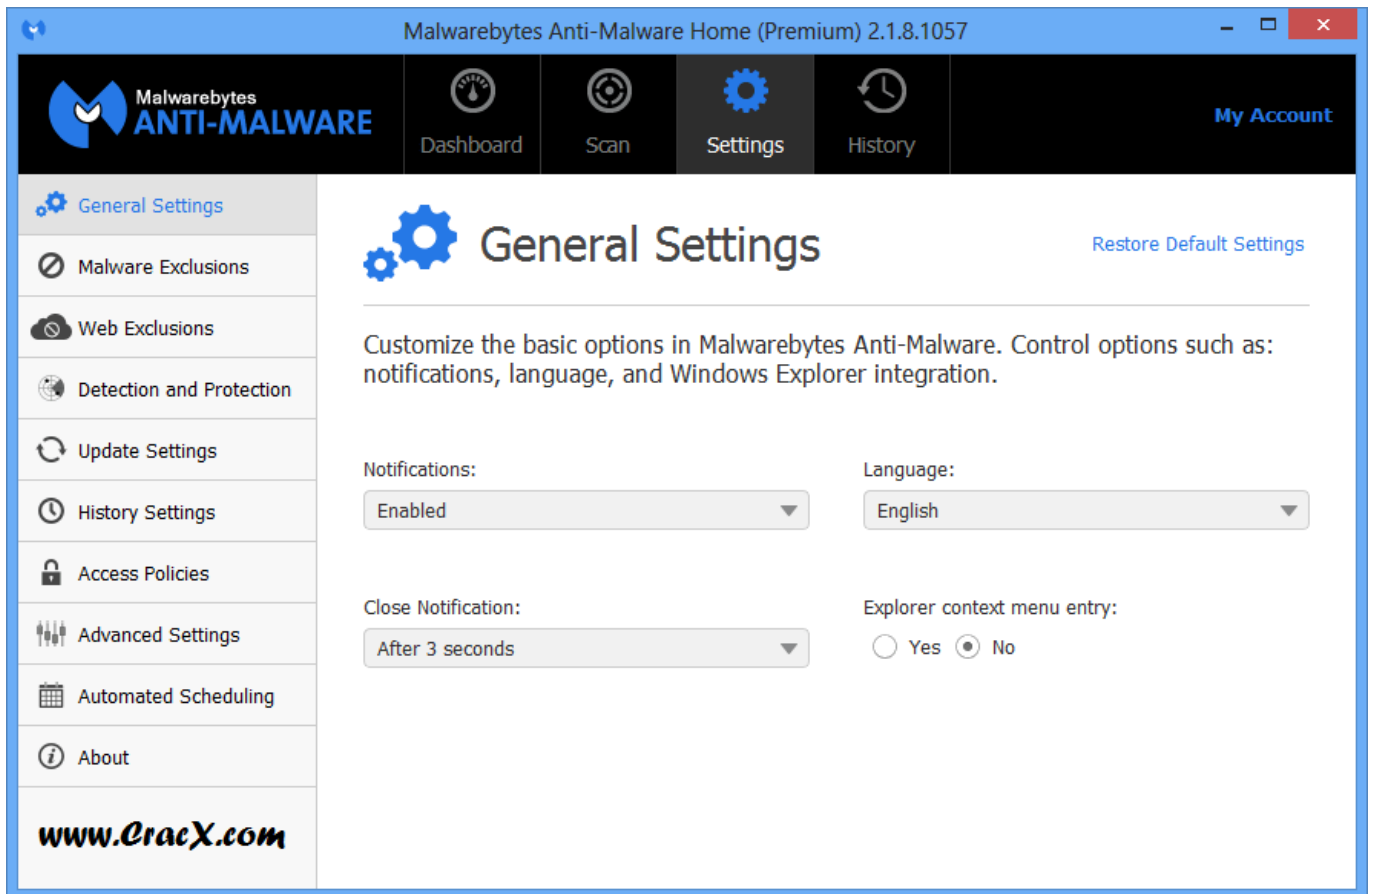 Malwarebytes Anti-Malware Home (Premium) 2.1.8.1057
Malwarebytes
ANTI-MALWARE
Dashboard
Scan
Settings
History
My Account
General Settings
Malware Exclusions
Web Exclusions
Detection and Protection
Update Settings
History Settings
Access Policies
Advanced Settings
Automated Scheduling
About
www.CracX.com
General Settings
Restore Default Settings
Customize the basic options in Malwarebytes Anti-Malware. Control options such as:
notifications, language, and Windows Explorer integration.
Notifications:
Enabled
Language:
English
Close Notification:
After 3 seconds
Explorer context menu entry:
Yes
No